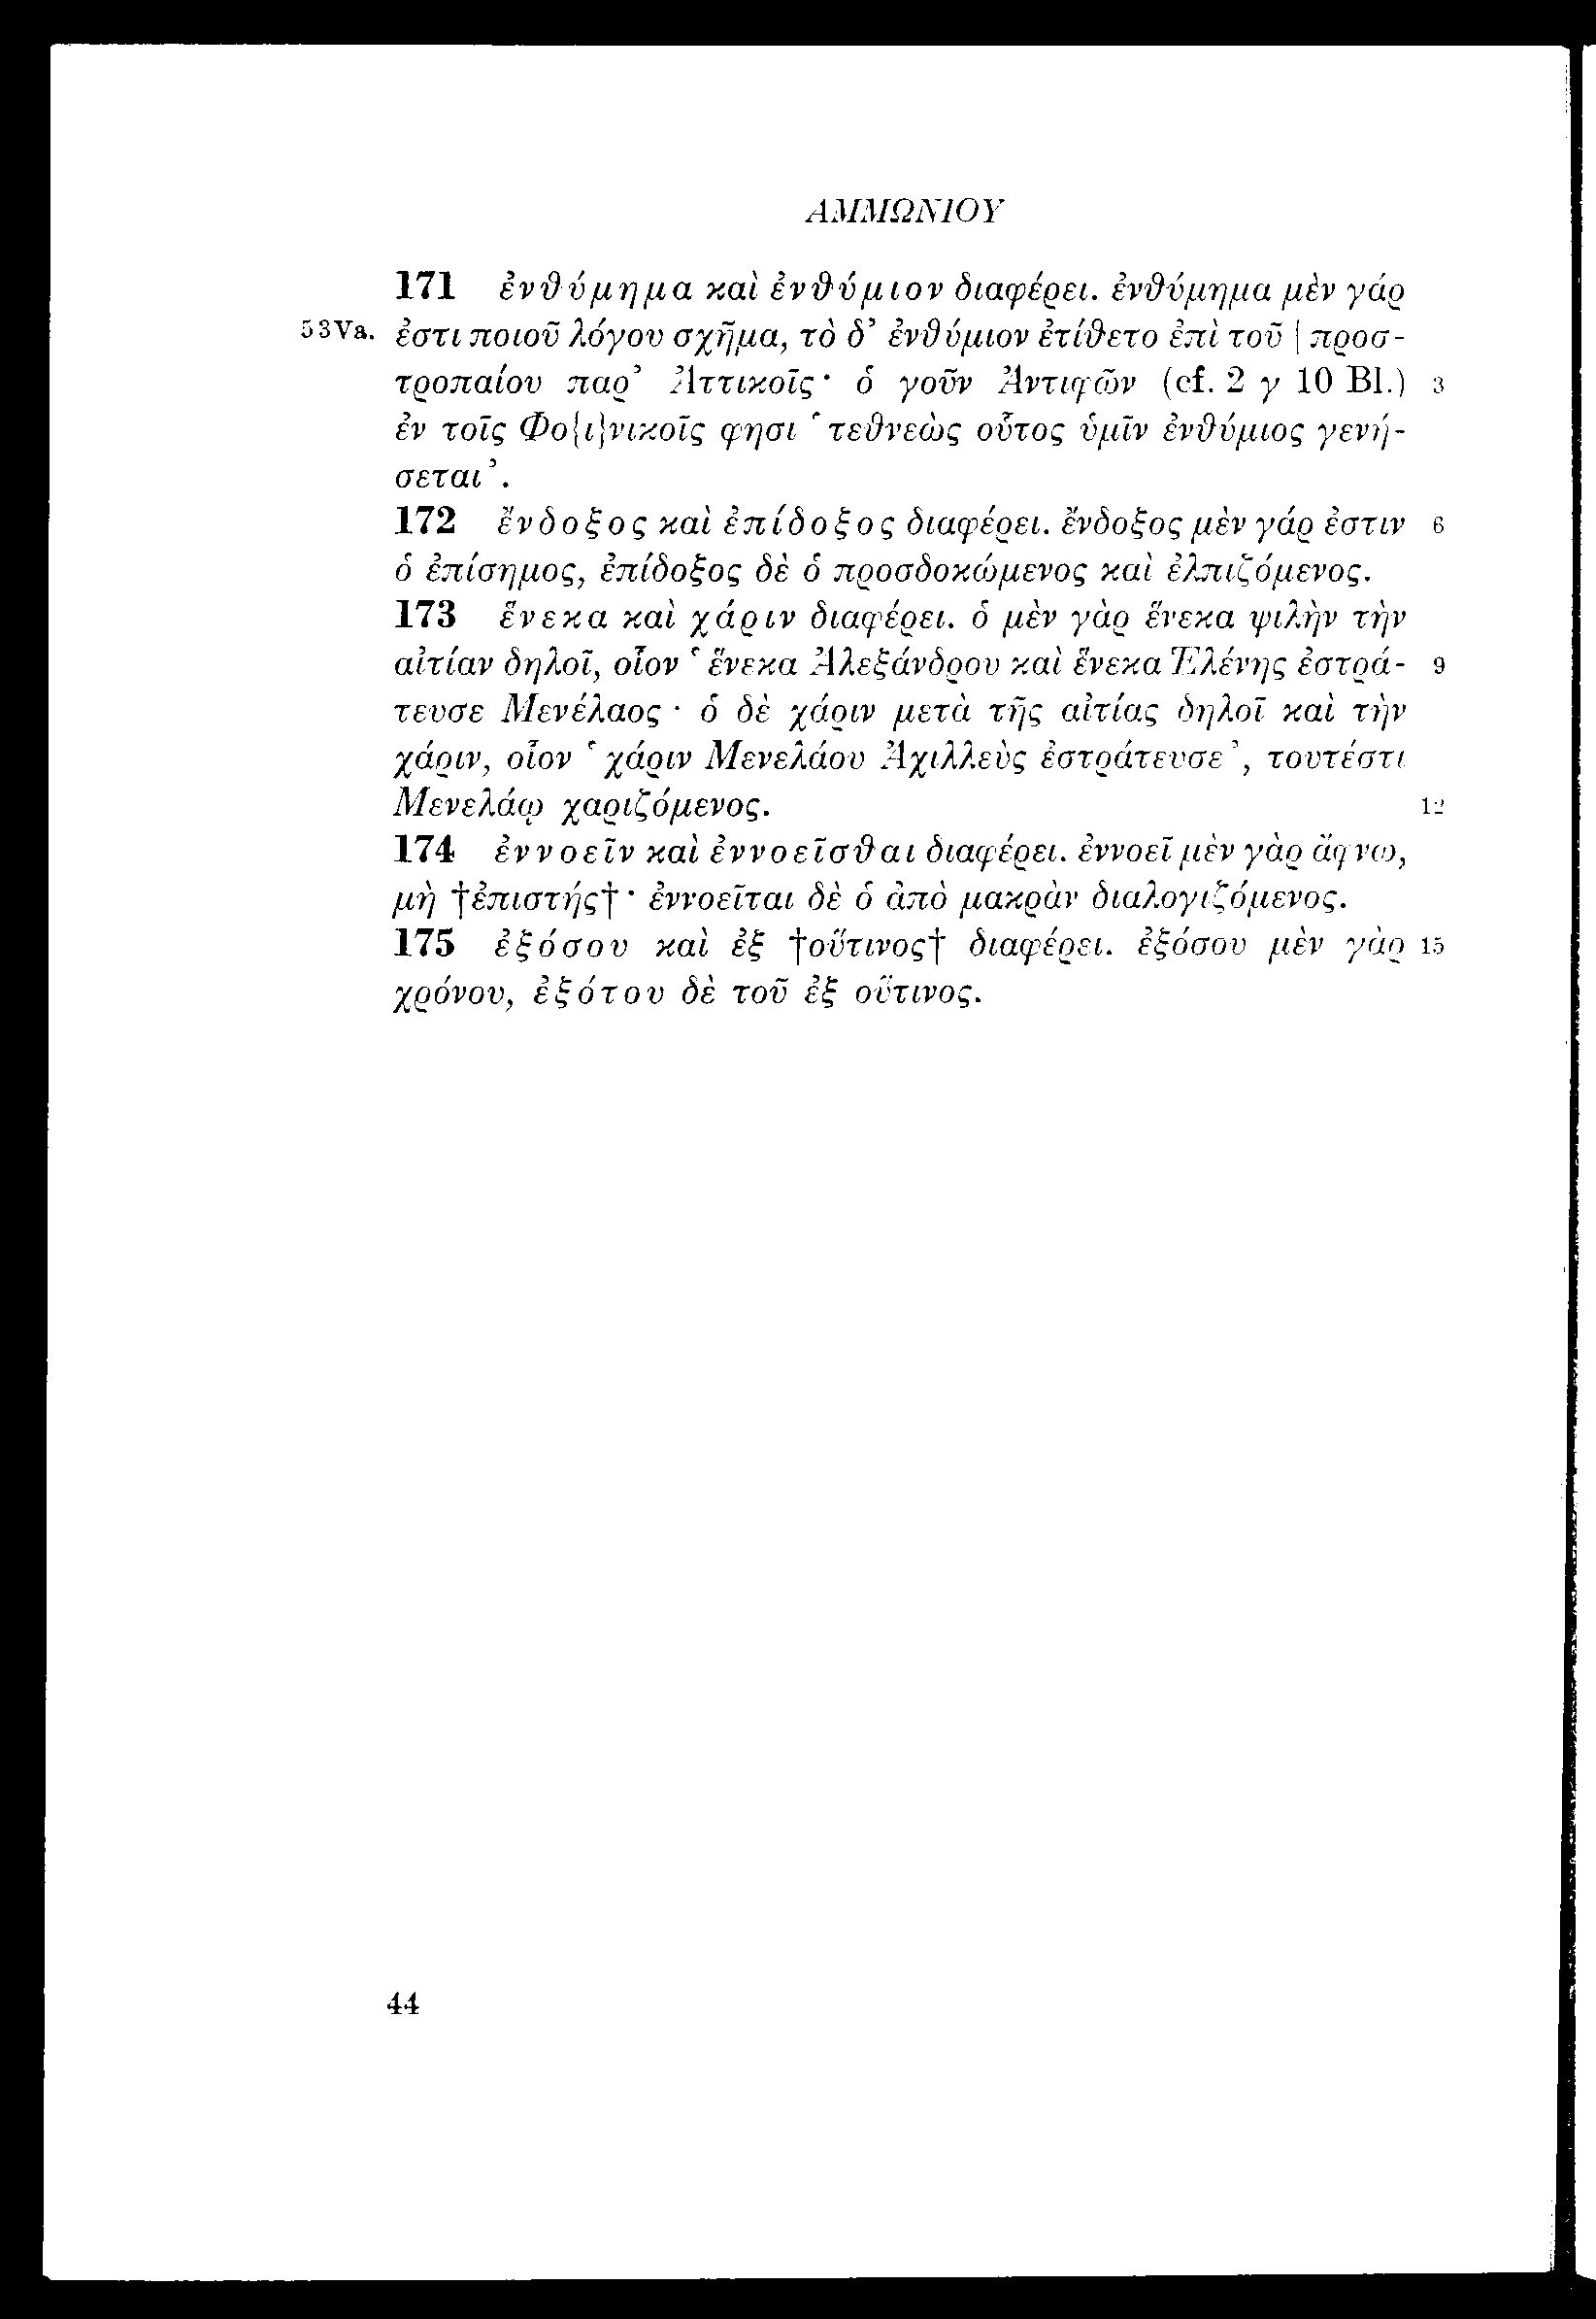 ΑΜΜΩΝΙΟΥ
171 ἐνθύμημα καὶ ἐνθύμιον διαφέρει. ἐνθύμημα μὲν γάρ
53Va. ἐστι ποιοῦ λόγου σχῆμα, τὸ δ’ ἐνθύμιον ἐτίθετο ἐπὶ τοῦ | προσ-
τροπαίου παρ’ Ἀττικοῖς· ὁ γοῦν Ἀντιφῶν (cf. 2 γ 10 Bl.) 3
ἐν τοῖς Φο{ι}νικοῖς φησι ‘τεθνεὼς οὗτος ὑμῖν ἐνθύμιος γενή-
σεται’.
172 ἔνδοξος καὶ ἐπίδοξος διαφέρει. ἔνδοξος μὲν γάρ ἐστιν 6
ὁ ἐπίσημος, ἐπίδοξος δὲ ὁ προσδοκώμενος καὶ ἐλπιζόμενος.
173 ἕνεκα καὶ χάριν διαφέρει. ὁ μὲν γὰρ ἕνεκα ψιλὴν τὴν
αἰτίαν δηλοῖ, οἷον ‘ἕνεκα Ἀλεξάνδρου καὶ ἕνεκα Ἑλένης ἐστρά- 9
τευσε Μενέλαος· ὁ δὲ χάριν μετὰ τῆς αἰτίας δηλοῖ καὶ τὴν
χάριν, οἷον ‘χάριν Μενελάου Ἀχιλλεὺς ἐστράτευσε’, τουτέστι
Μενελάῳ χαριζόμενος. 12
174 ἐννοεῖν καὶ ἐννοεῖσθαι διαφέρει. ἐννοεῖ μὲν γὰρ ἄφνω,
μὴ †ἐπιστής†· ἐννοεῖται δὲ ὁ ἀπὸ μακρὰν διαλογιζόμενος.
175 ἐξόσου καὶ ἐξ †οὕτινος† διαφέρει. ἐξόσου μὲν γὰρ 15
χρόνου, ἐξότου δὲ τοῦ ἐξ οὕτινος.
44